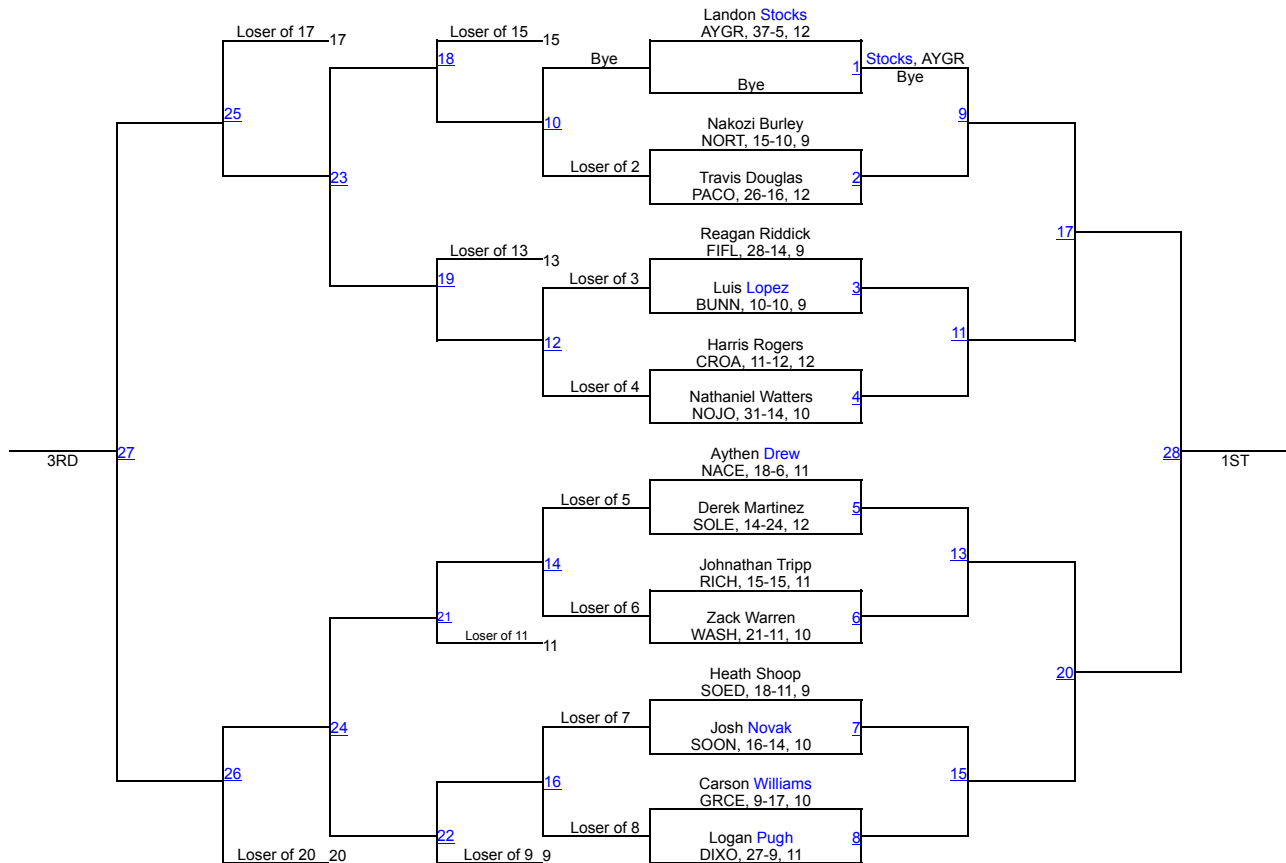 Landon Stocks
AYGR, 37-5, 12
Loser of 17 17
Loser of 15 15
18
Bye
1
Stocks, AYGR
Bye
Bye
25
10
9
Nakozi Burley
NORT, 15-10, 9
Loser of 2
Travis Douglas
PACO, 26-16, 12
2
23
17
Reagan Riddick
FIFL, 28-14, 9
Loser of 13 13
19
Loser of 3
Luis Lopez
BUNN, 10-10, 9
3
11
12
Harris Rogers
CROA, 11-12, 12
Loser of 4
Nathaniel Watters
NOJO, 31-14, 10
4
3RD
27
28
1ST
Aythen Drew
NACE, 18-6, 11
Loser of 5
Derek Martinez
SOLE, 14-24, 12
5
14
13
Johnathan Tripp
RICH, 15-15, 11
Loser of 6
Zack Warren
WASH, 21-11, 10
6
21
Loser of 11 11
20
Heath Shoop
SOED, 18-11, 9
Loser of 7
Josh Novak
SOON, 16-14, 10
7
24
26
16
15
Carson Williams
GRCE, 9-17, 10
Loser of 8
Logan Pugh
DIXO, 27-9, 11
8
22
Loser of 20 20
Loser of 9 9